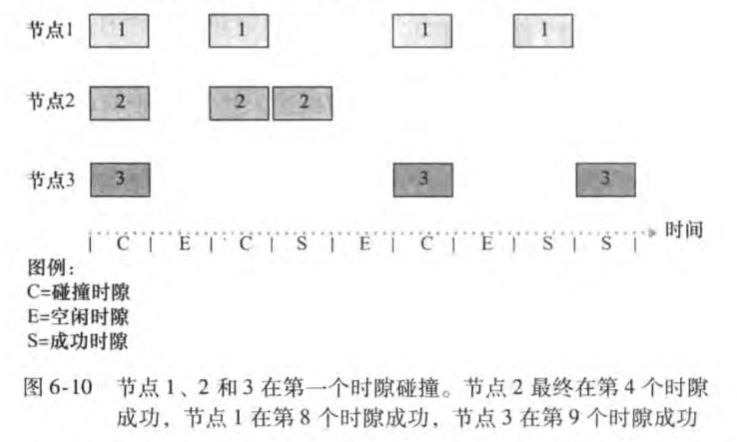 节点1 1 1 1 1
节点2 2 2 2
节点3 3 3 3
| C | E | C | S | E | C | E | S | S | 时间
图例:
C=碰撞时隙
E=空闲时隙
S=成功时隙
图 6-10 节点 1、2 和 3 在第一个时隙碰撞。节点 2 最终在第 4 个时隙
成功，节点 1 在第 8 个时隙成功，节点 3 在第 9 个时隙成功